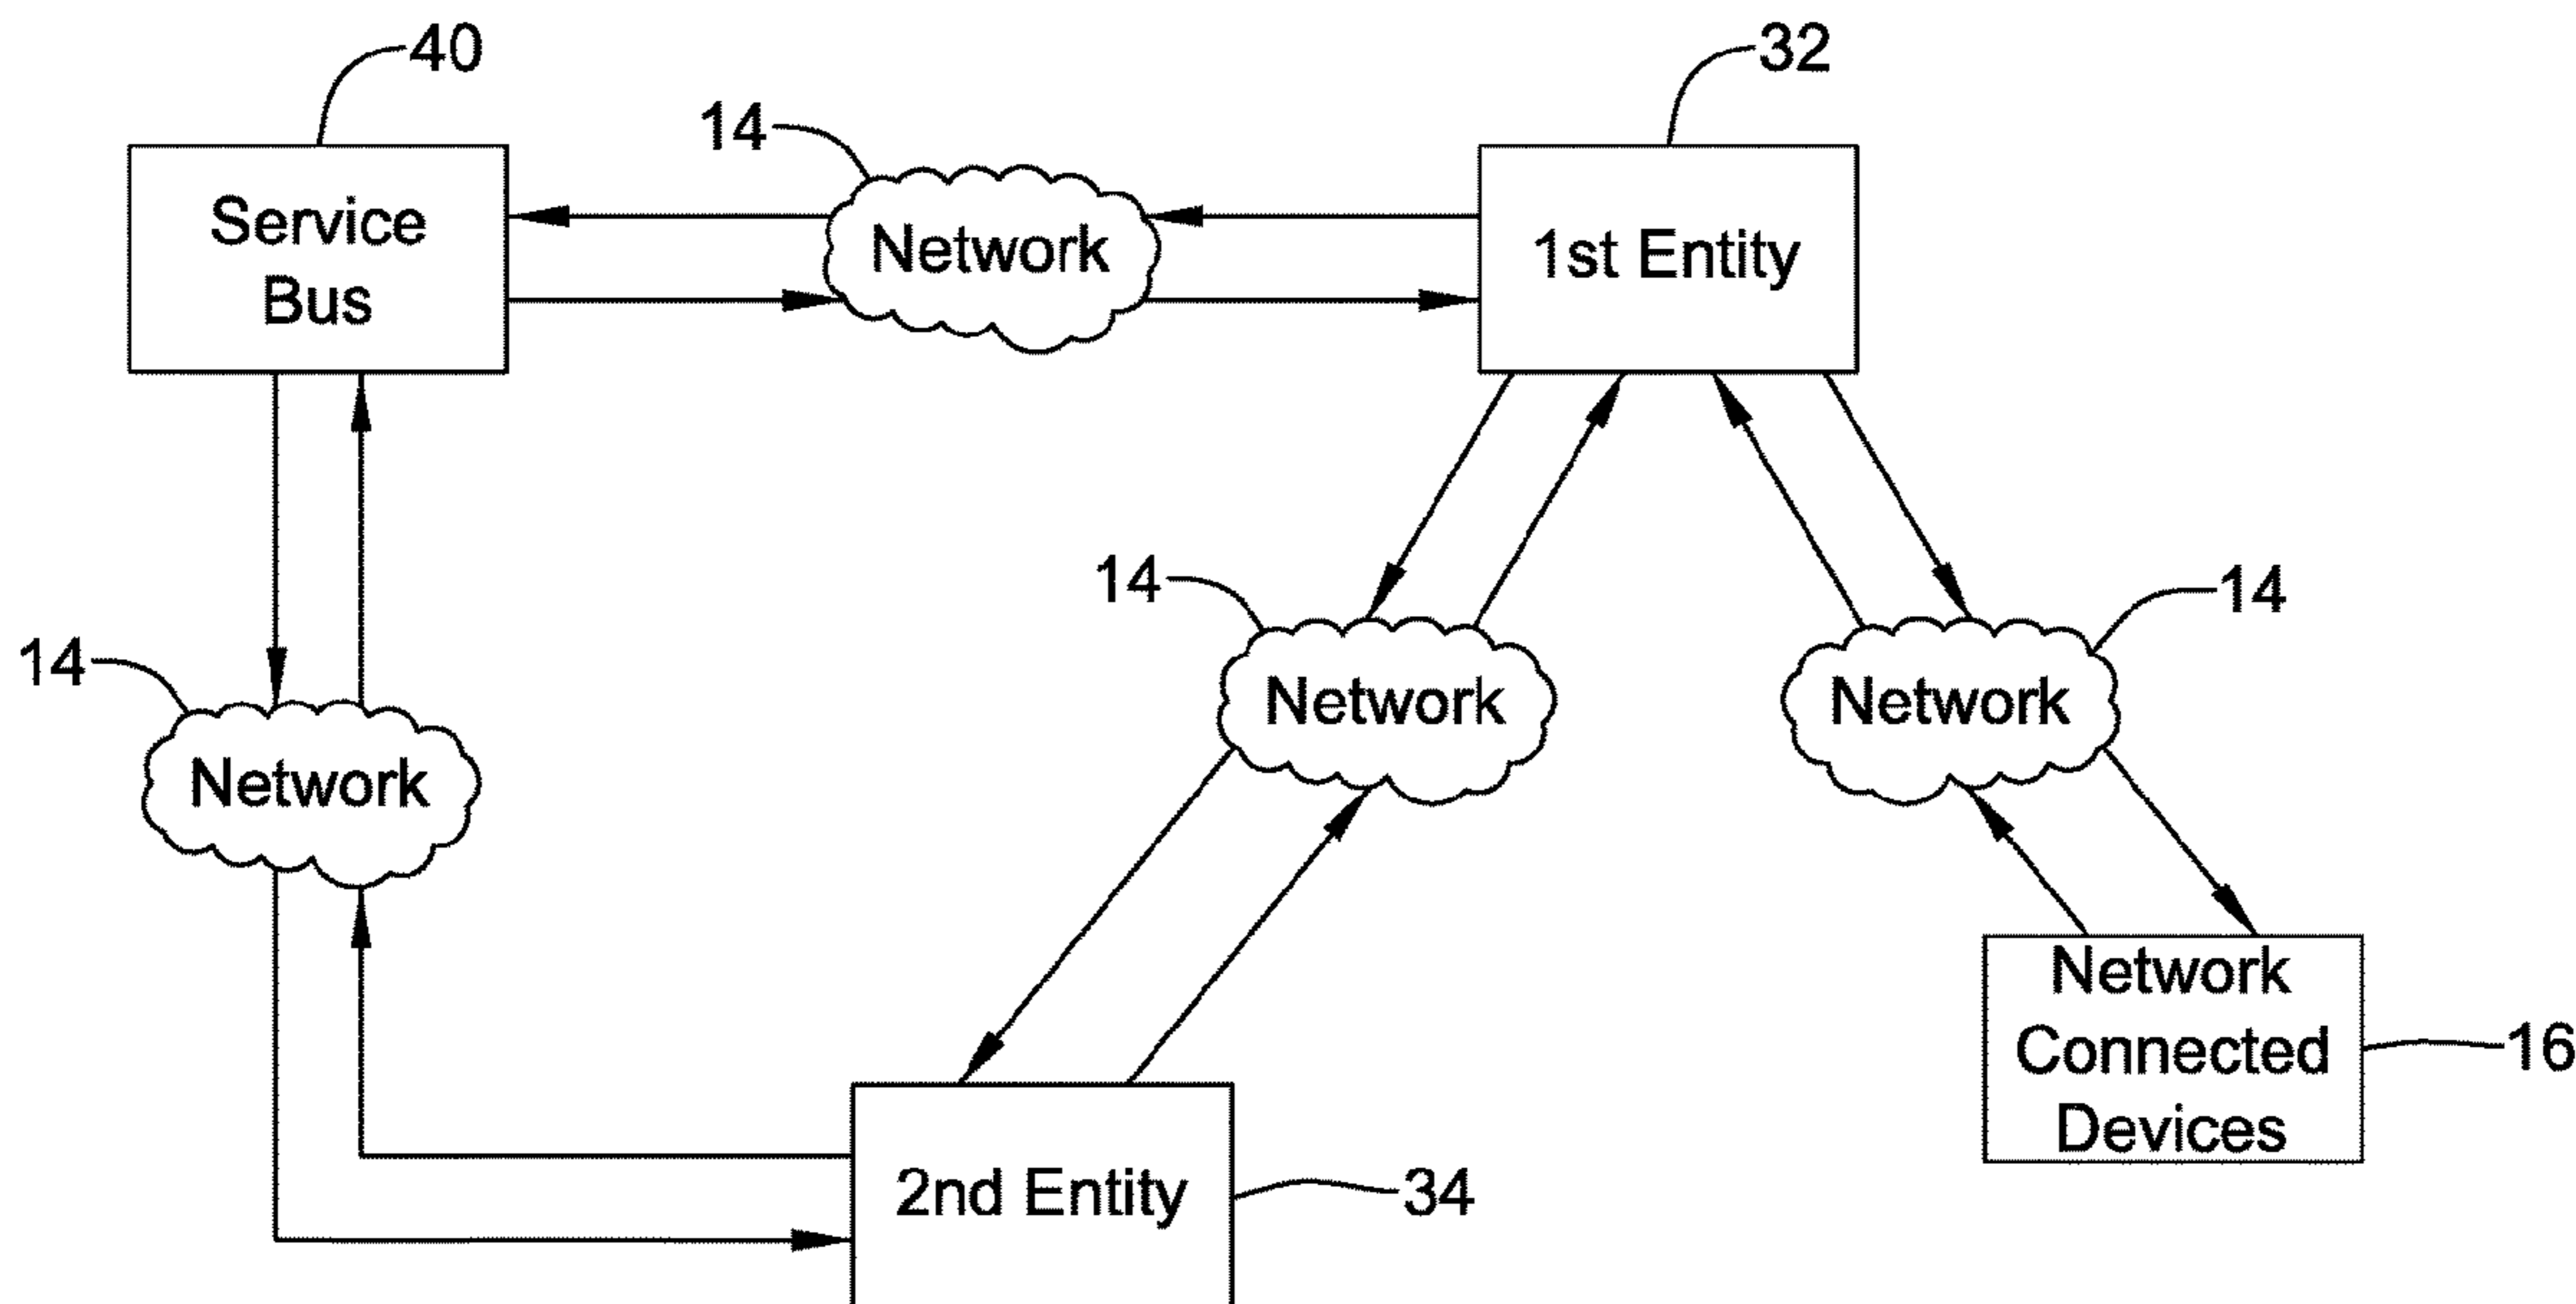 40
32
14
Service
Bus
Network
1st Entity
14
14
14
Network
Network
Network
Network
Connected
Devices
16
2nd Entity
34